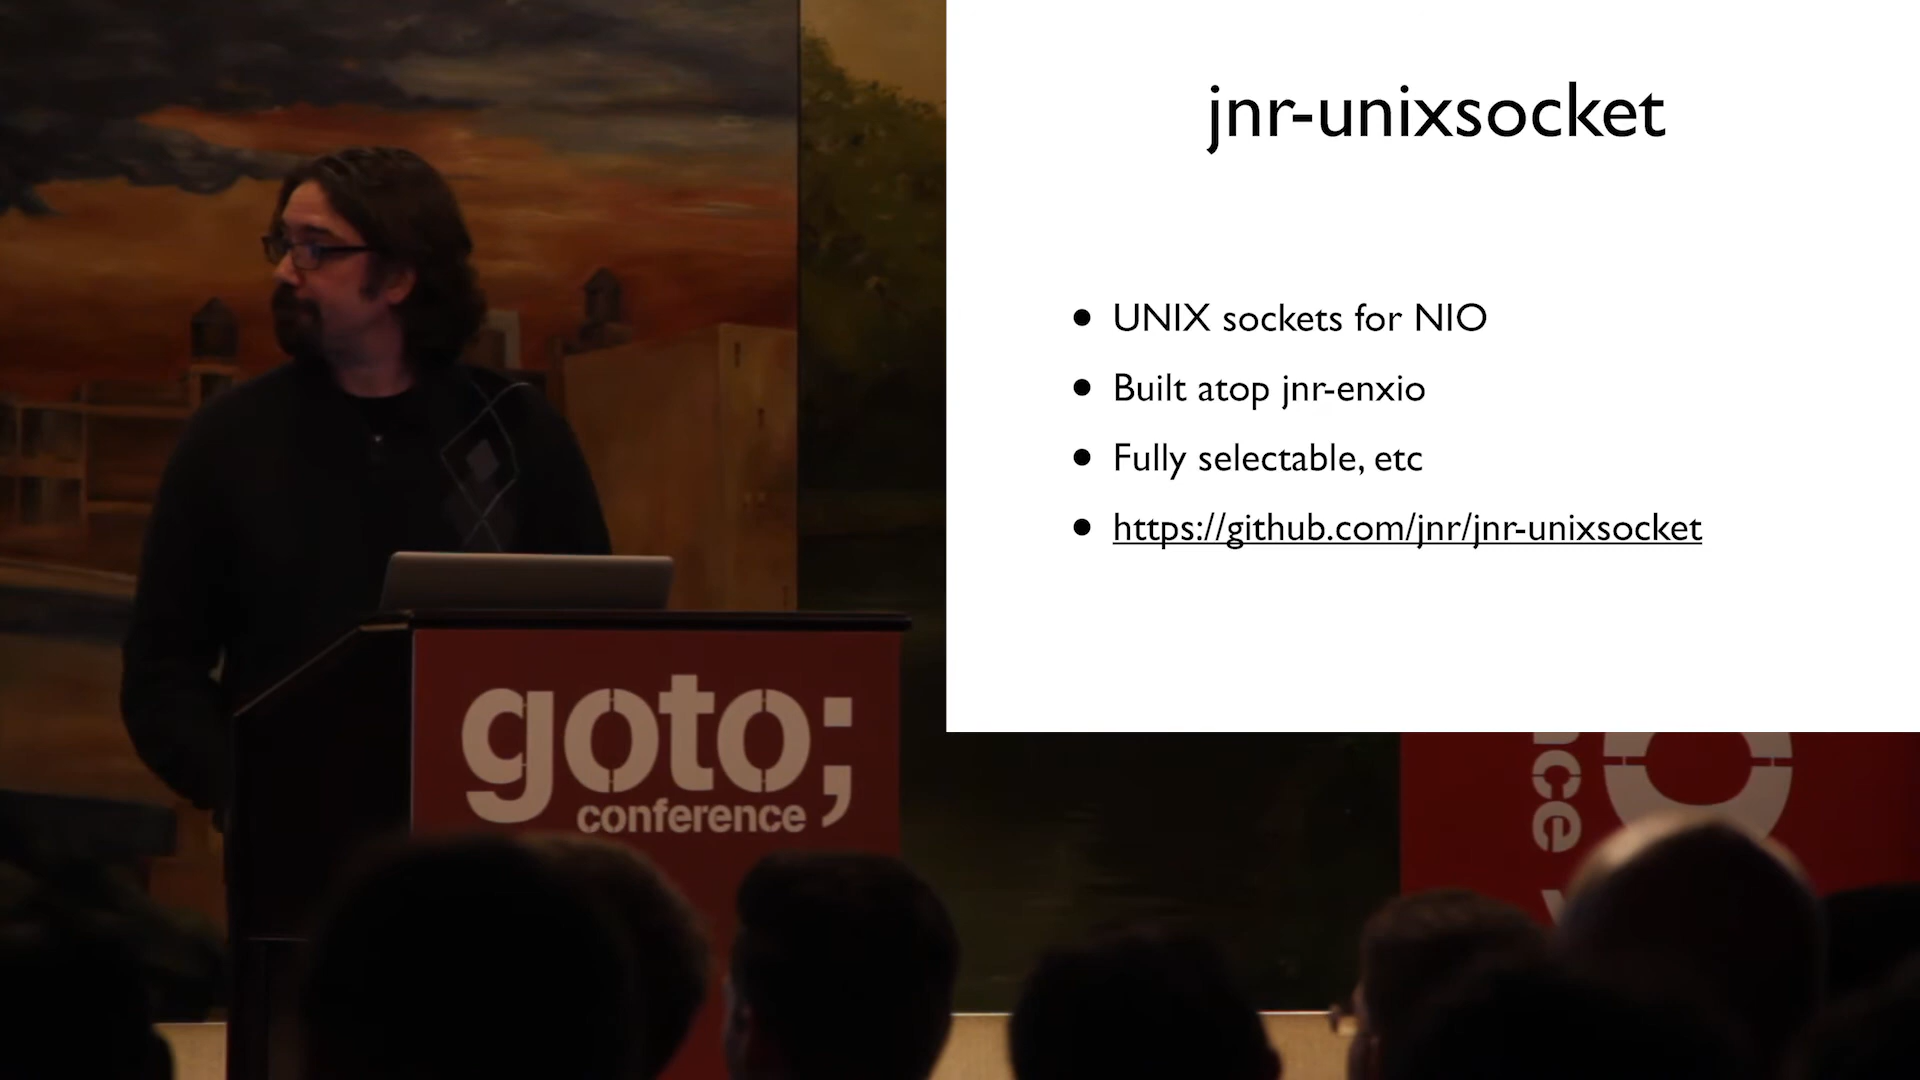 jnr-unixsocket
• UNIX sockets for NIO
• Built atop jnr-enxio
• Fully selectable, etc
• https://github.com/jnr/jnr-unixsocket
goto;
conference